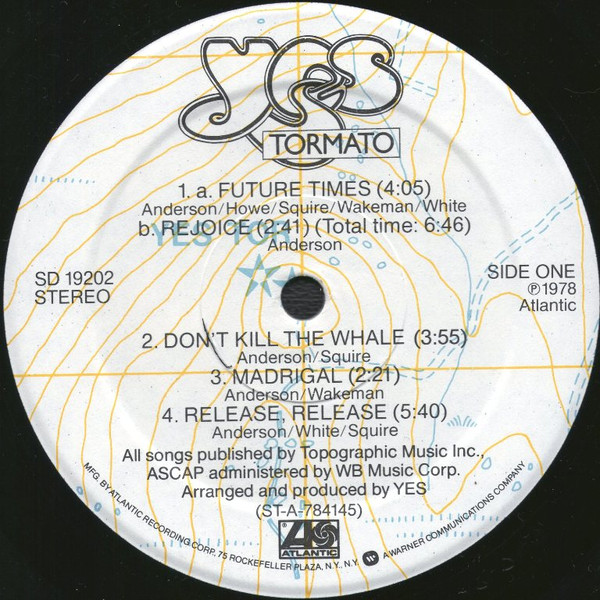 YES
TORMATO
1. a. FUTURE TIMES (4:05)
Anderson/Howe/Squire/Wakeman/White
b. REJOICE (2:41) (Total time: 6:46)
Anderson
YES TOR
SD 19202
STEREO
SIDE ONE
℗1978
Atlantic
2. DON'T KILL THE WHALE (3:55)
Anderson/Squire
3. MADRIGAL (2:21)
Anderson/Wakeman
4. RELEASE, RELEASE (5:40)
Anderson/White/Squire
All songs published by Topographic Music Inc.,
ASCAP administered by WB Music Corp.
Arranged and produced by YES
(ST-A-784145)
ATLANTIC
MFG. BY ATLANTIC RECORDING CORP. 75 ROCKEFELLER PLAZA, N.Y. N.Y. A WARNER COMMUNICATIONS COMPANY